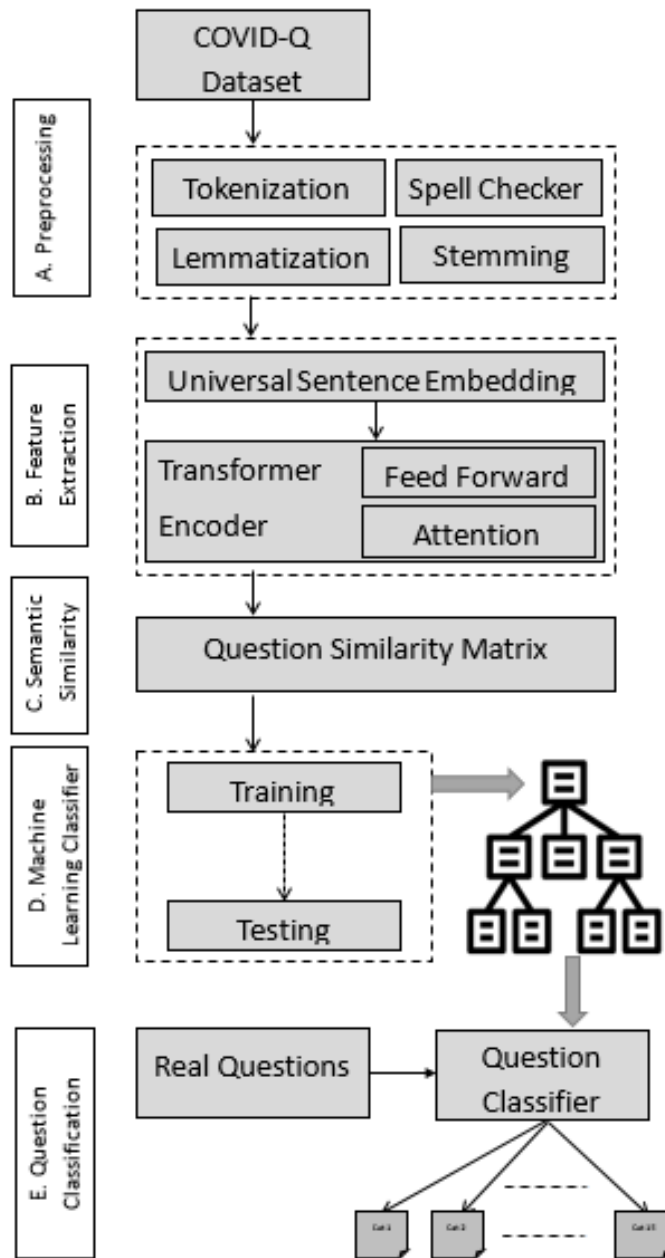 COVID-Q
Dataset
A. Preprocessing
Tokenization
Spell Checker
Lemmatization
Stemming
B. Feature
Extraction
Universal Sentence Embedding
Transformer
Encoder
Feed Forward
Attention
C. Semantic
Similarity
Question Similarity Matrix
D. Machine
Learning Classifier
Training
Testing
E. Question
Classification
Real Questions
Question
Classifier